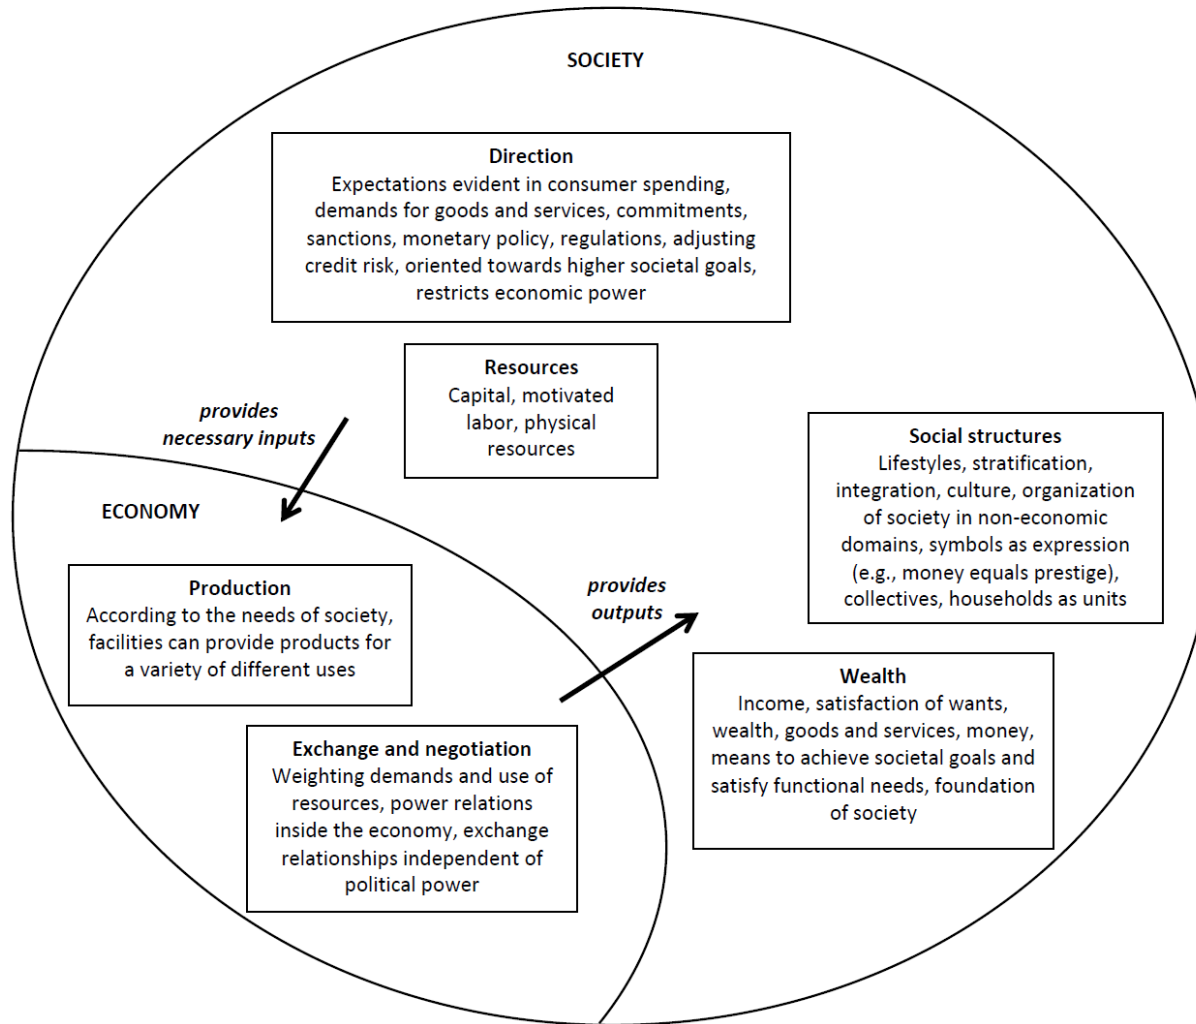 SOCIETY
Direction
Expectations evident in consumer spending,
demands for goods and services, commitments,
sanctions, monetary policy, regulations, adjusting
credit risk, oriented towards higher societal goals,
restricts economic power
Resources
Capital, motivated
labor, physical
resources
provides
necessary inputs
Social structures
Lifestyles, stratification,
integration, culture, organization
of society in non-economic
domains, symbols as expression
(e.g., money equals prestige),
collectives, households as units
ECONOMY
Production
According to the needs of society,
facilities can provide products for
a variety of different uses
provides
outputs
Wealth
Income, satisfaction of wants,
wealth, goods and services, money,
means to achieve societal goals and
satisfy functional needs, foundation
of society
Exchange and negotiation
Weighting demands and use of
resources, power relations
inside the economy, exchange
relationships independent of
political power